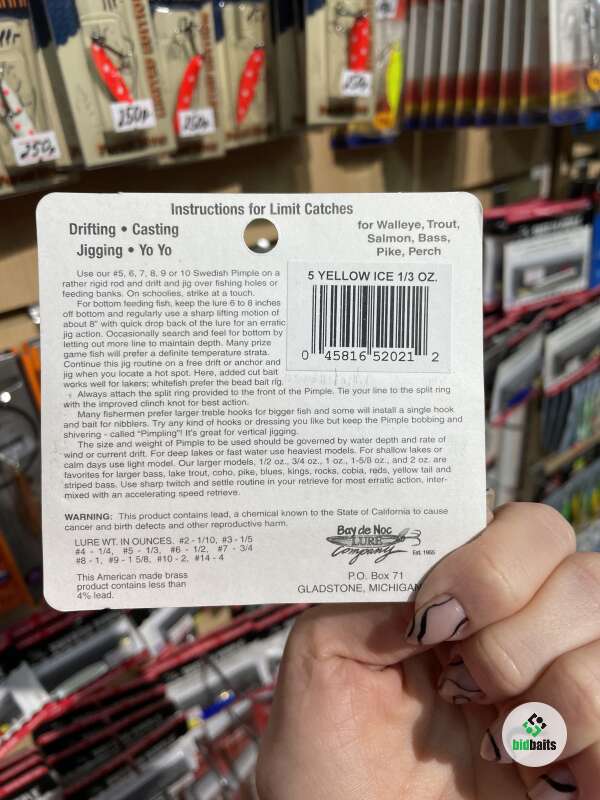 250
250
250
250
Instructions for Limit Catches
Drifting • Casting
Jigging • Yo Yo
for Walleye, Trout,
Salmon, Bass,
Pike, Perch
Use our #5, 6, 7, 8, 9 or 10 Swedish Pimple on a
rather rigid rod and drift and jig over fishing holes or
feeding banks. On schoolies, strike at a touch.
For bottom feeding fish, keep the lure 6 to 8 inches
off bottom and regularly use a sharp lifting motion of
about 8" with quick drop back of the lure for an erratic
jig action. Occasionally search and feel for bottom by
letting out more line to maintain depth. Many prize
game fish will prefer a definite temperature strata.
Continue this jig routine on a free drift or anchor and
jig when you locate a hot spot. Here, added cut bait
works well for lakers; whitefish prefer the bead bait rig.
5 YELLOW ICE 1/3 OZ.
0 45816 52021 2
Always attach the split ring provided to the front of the Pimple. Tie your line to the split ring
with the improved clinch knot for best action.
Many fishermen prefer larger treble hooks for bigger fish and some will install a single hook
and bait for nibblers. Try any kind of hooks or dressing you like but keep the Pimple bobbing and
shivering - called "Pimpling"! It's great for vertical jigging.
The size and weight of Pimple to be used should be governed by water depth and rate of
wind or current drift. For deep lakes or fast water use heaviest models. For shallow lakes or
calm days use light model. Our larger models, 1/2 oz., 3/4 oz., 1 oz., 1-5/8 oz., and 2 oz. are
favorites for larger bass, lake trout, coho, pike, blues, kings, rocks, cobia, reds, yellow tail and
striped bass. Use sharp twitch and settle routine in your retrieve for most erratic action, inter-
mixed with an accelerating speed retrieve.
WARNING: This product contains lead, a chemical known to the State of California to cause
cancer and birth defects and other reproductive harm.
LURE WT. IN OUNCES. #2 - 1/10, #3 - 1/5
#4 - 1/4, #5 - 1/3, #6 - 1/2, #7 - 3/4
#8 - 1, #9 - 1 5/8, #10 - 2, #14 - 4
This American made brass
product contains less than
4% lead.
Bay de Noc
LURE
Company
Est. 1965
P.O. Box 71
GLADSTONE, MICHIGAN
bidbaits